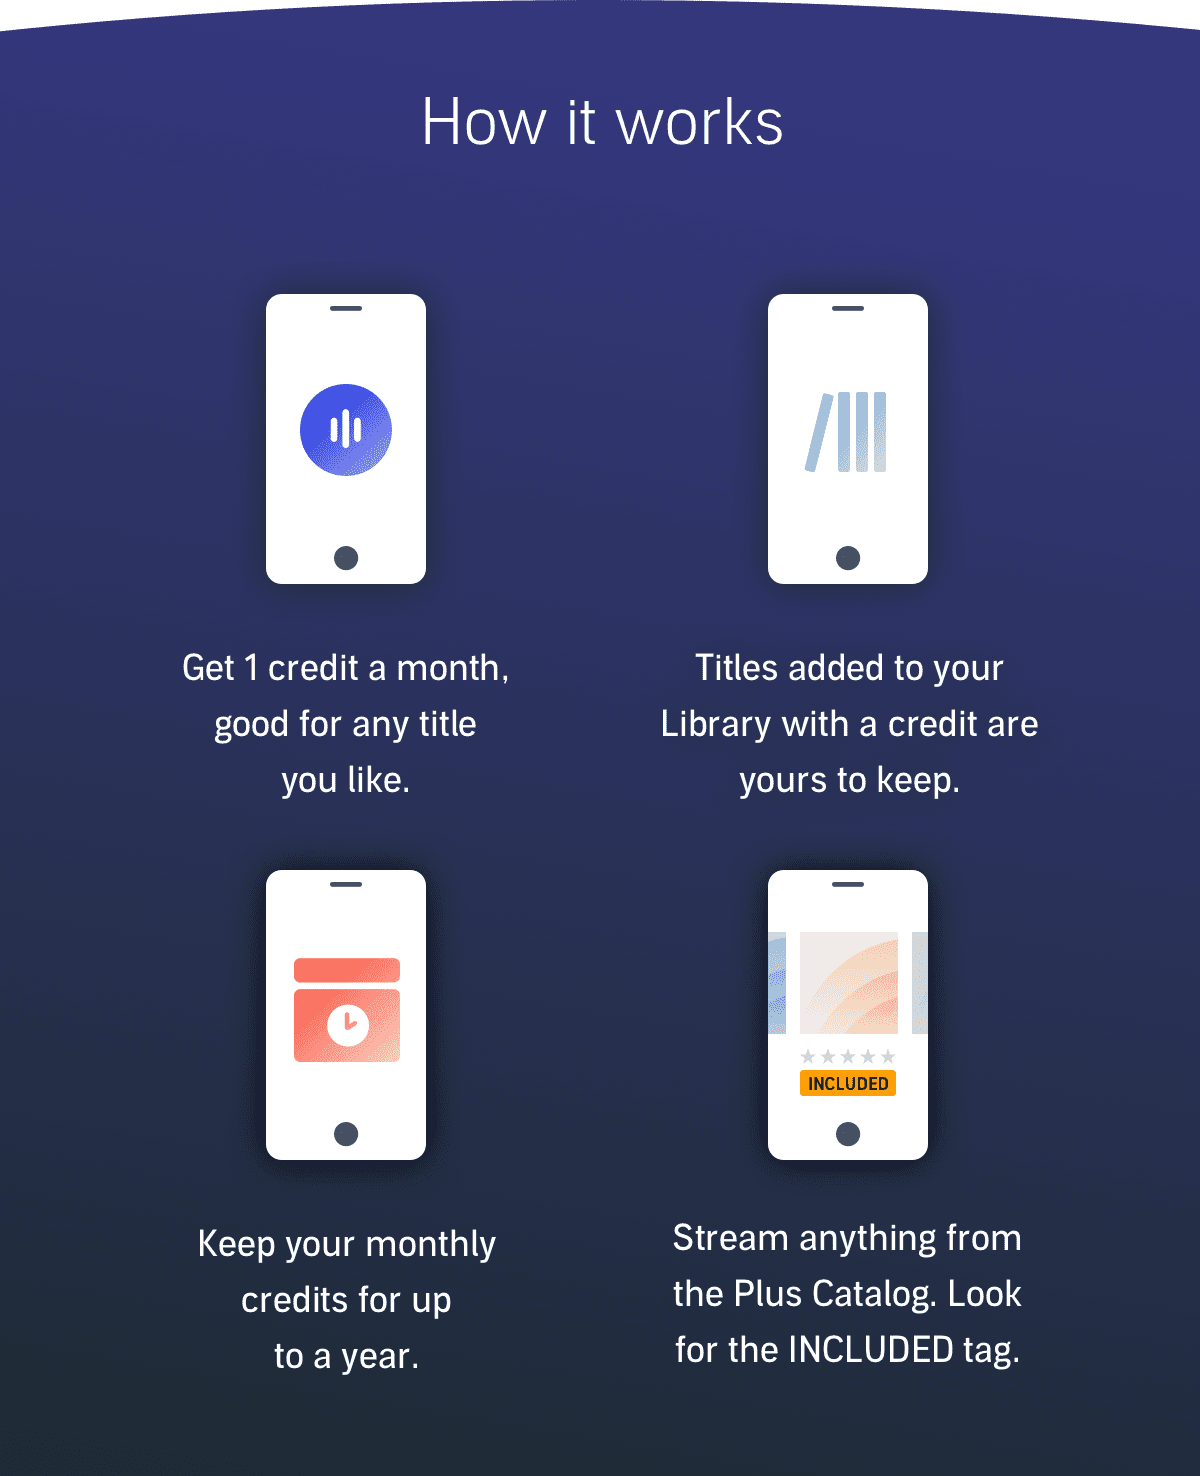 How it works
Get 1 credit a month,
good for any title
you like.
Titles added to your
Library with a credit are
yours to keep.
INCLUDED
Keep your monthly
credits for up
to a year.
Stream anything from
the Plus Catalog. Look
for the INCLUDED tag.